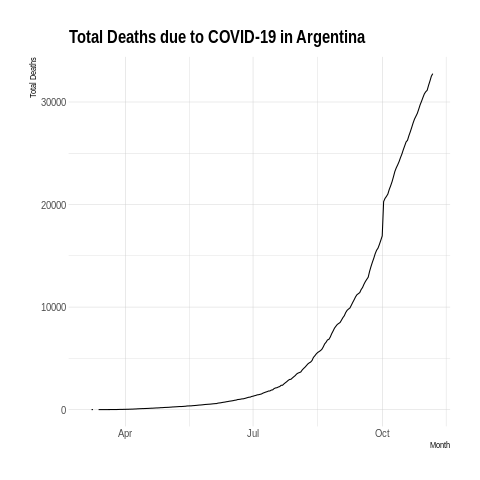 Total Deaths due to COVID-19 in Argentina
Total Deaths
30000
20000
10000
0
Apr
Jul
Oct
Month